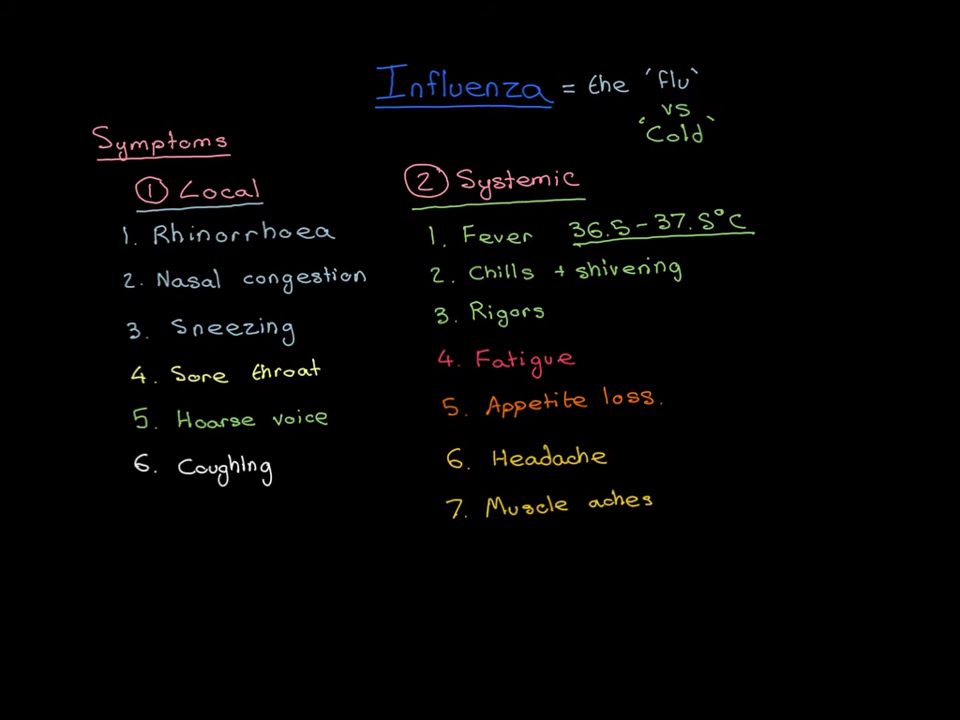 Influenza = the 'flu'
vs
'Cold'
Symptoms
① Local
1. Rhinorrhoea
2. Nasal congestion
3. Sneezing
4. Sore throat
5. Hoarse voice
6. Coughing
② Systemic
1. Fever 36.5-37.5°C
2. Chills + shivering
3. Rigors
4. Fatigue
5. Appetite loss.
6. Headache
7. Muscle aches